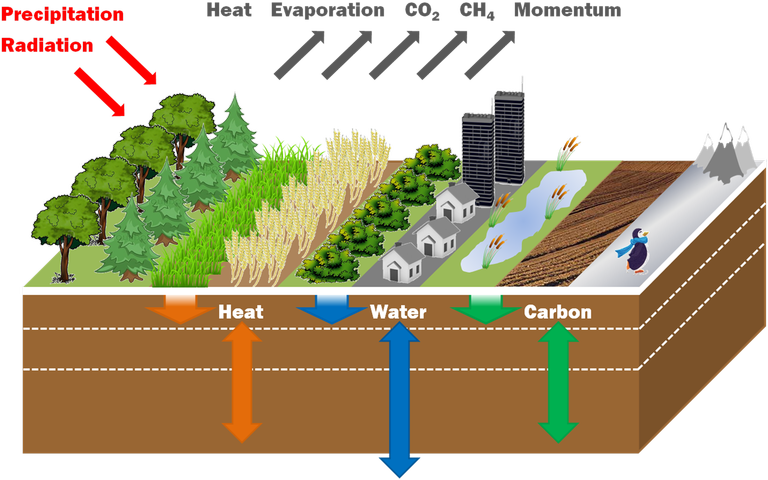 Precipitation
Radiation
Heat Evaporation CO₂ CH₄ Momentum
Heat Water Carbon